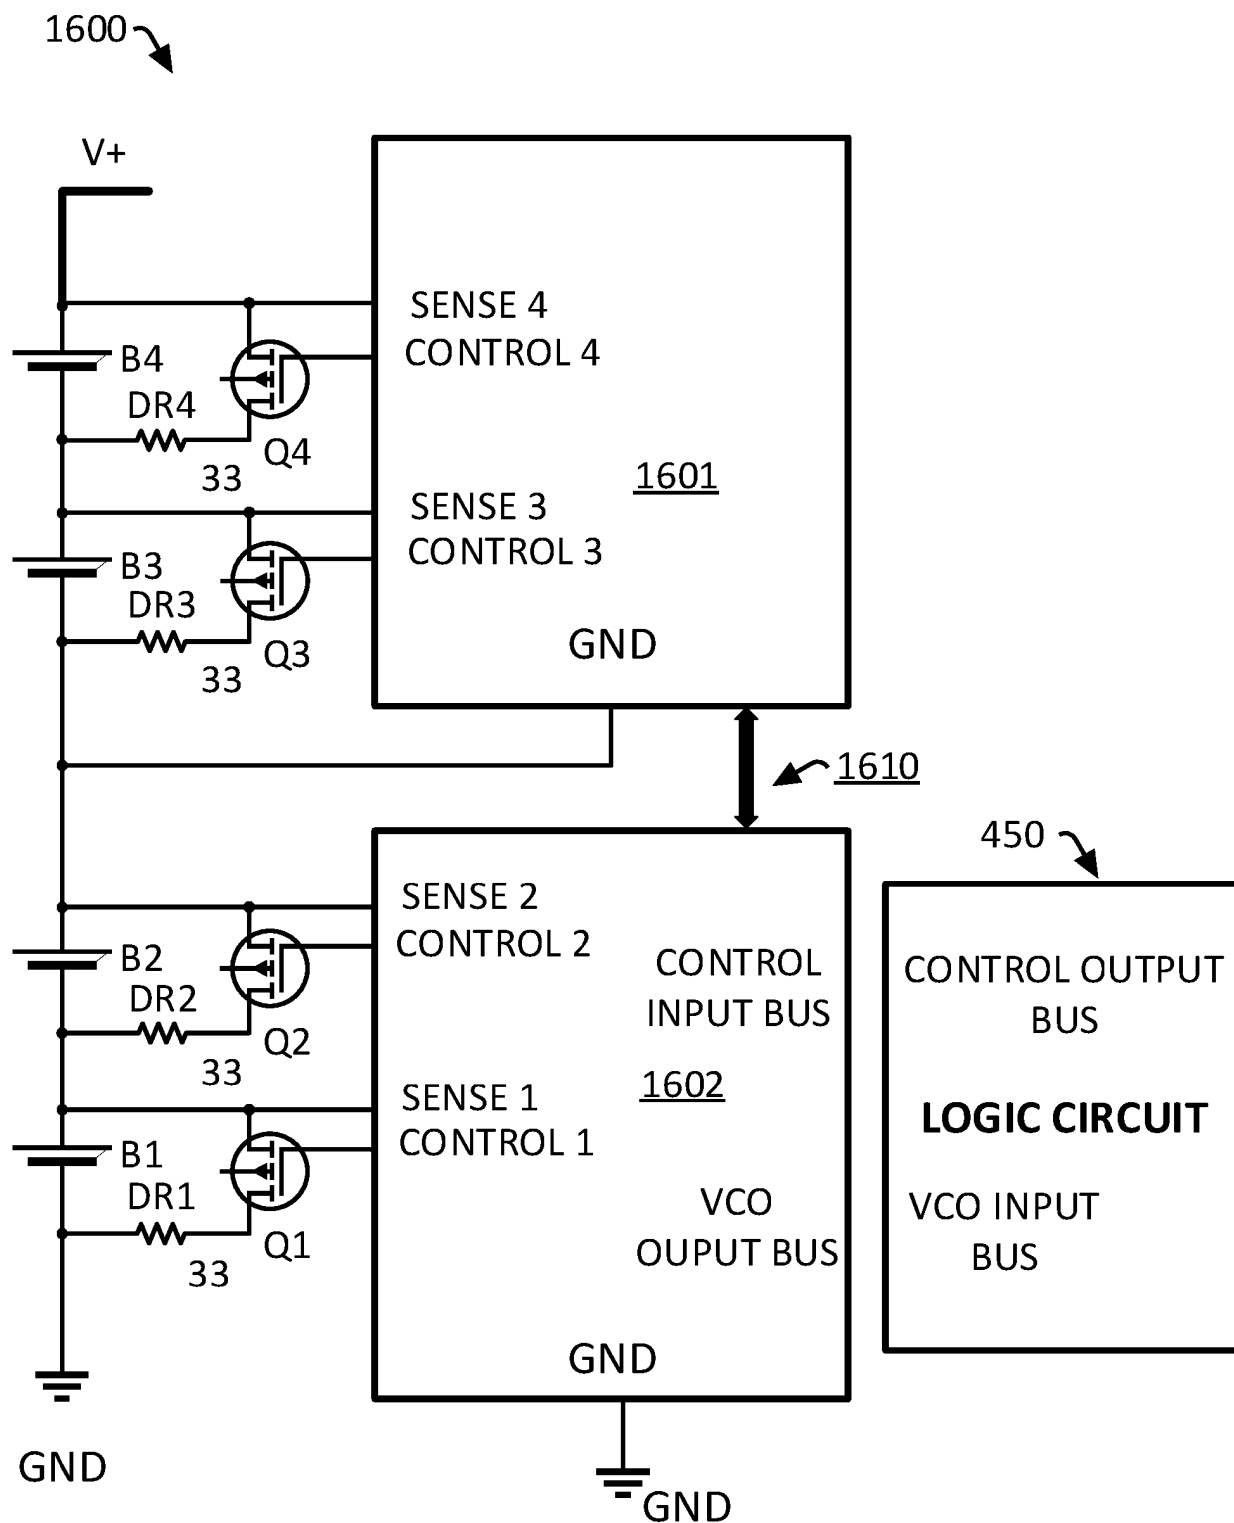 1600
V+
SENSE 4
CONTROL 4
B4
DR4
Q4
33
1601
SENSE 3
CONTROL 3
B3
DR3
Q3
33
GND
1610
450
SENSE 2
CONTROL 2
B2
DR2
Q2
33
CONTROL
INPUT BUS
CONTROL OUTPUT
BUS
1602
SENSE 1
CONTROL 1
B1
DR1
Q1
33
LOGIC CIRCUIT
VCO
OUPUT BUS
VCO INPUT
BUS
GND
GND
GND